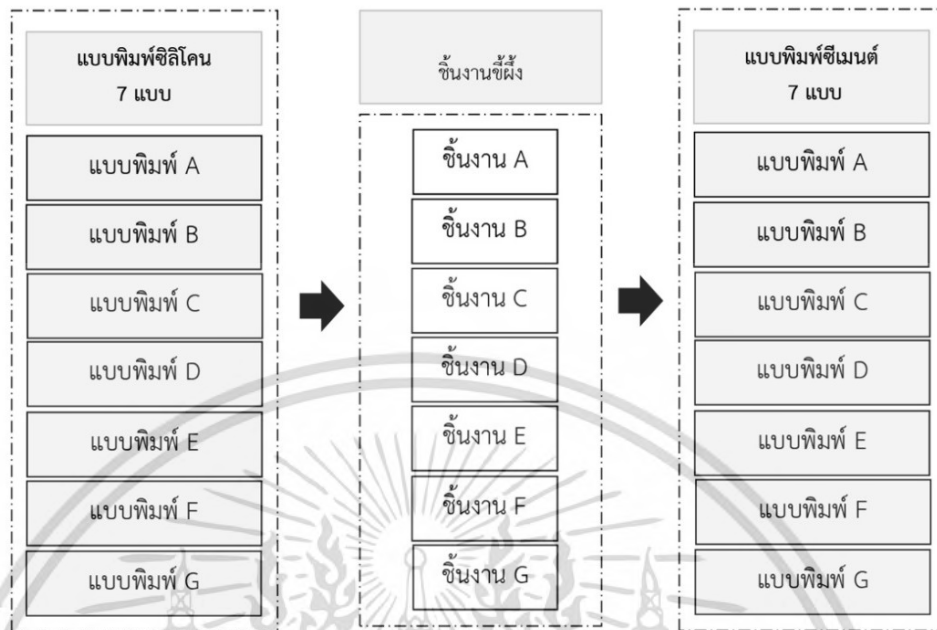 แบบพิมพ์ซิลิโคน
7 แบบ
แบบพิมพ์ A
แบบพิมพ์ B
แบบพิมพ์ C
แบบพิมพ์ D
แบบพิมพ์ E
แบบพิมพ์ F
แบบพิมพ์ G
ชิ้นงานขี้ผึ้ง
ชิ้นงาน A
ชิ้นงาน B
ชิ้นงาน C
ชิ้นงาน D
ชิ้นงาน E
ชิ้นงาน F
ชิ้นงาน G
แบบพิมพ์ซีเมนต์
7 แบบ
แบบพิมพ์ A
แบบพิมพ์ B
แบบพิมพ์ C
แบบพิมพ์ D
แบบพิมพ์ E
แบบพิมพ์ F
แบบพิมพ์ G